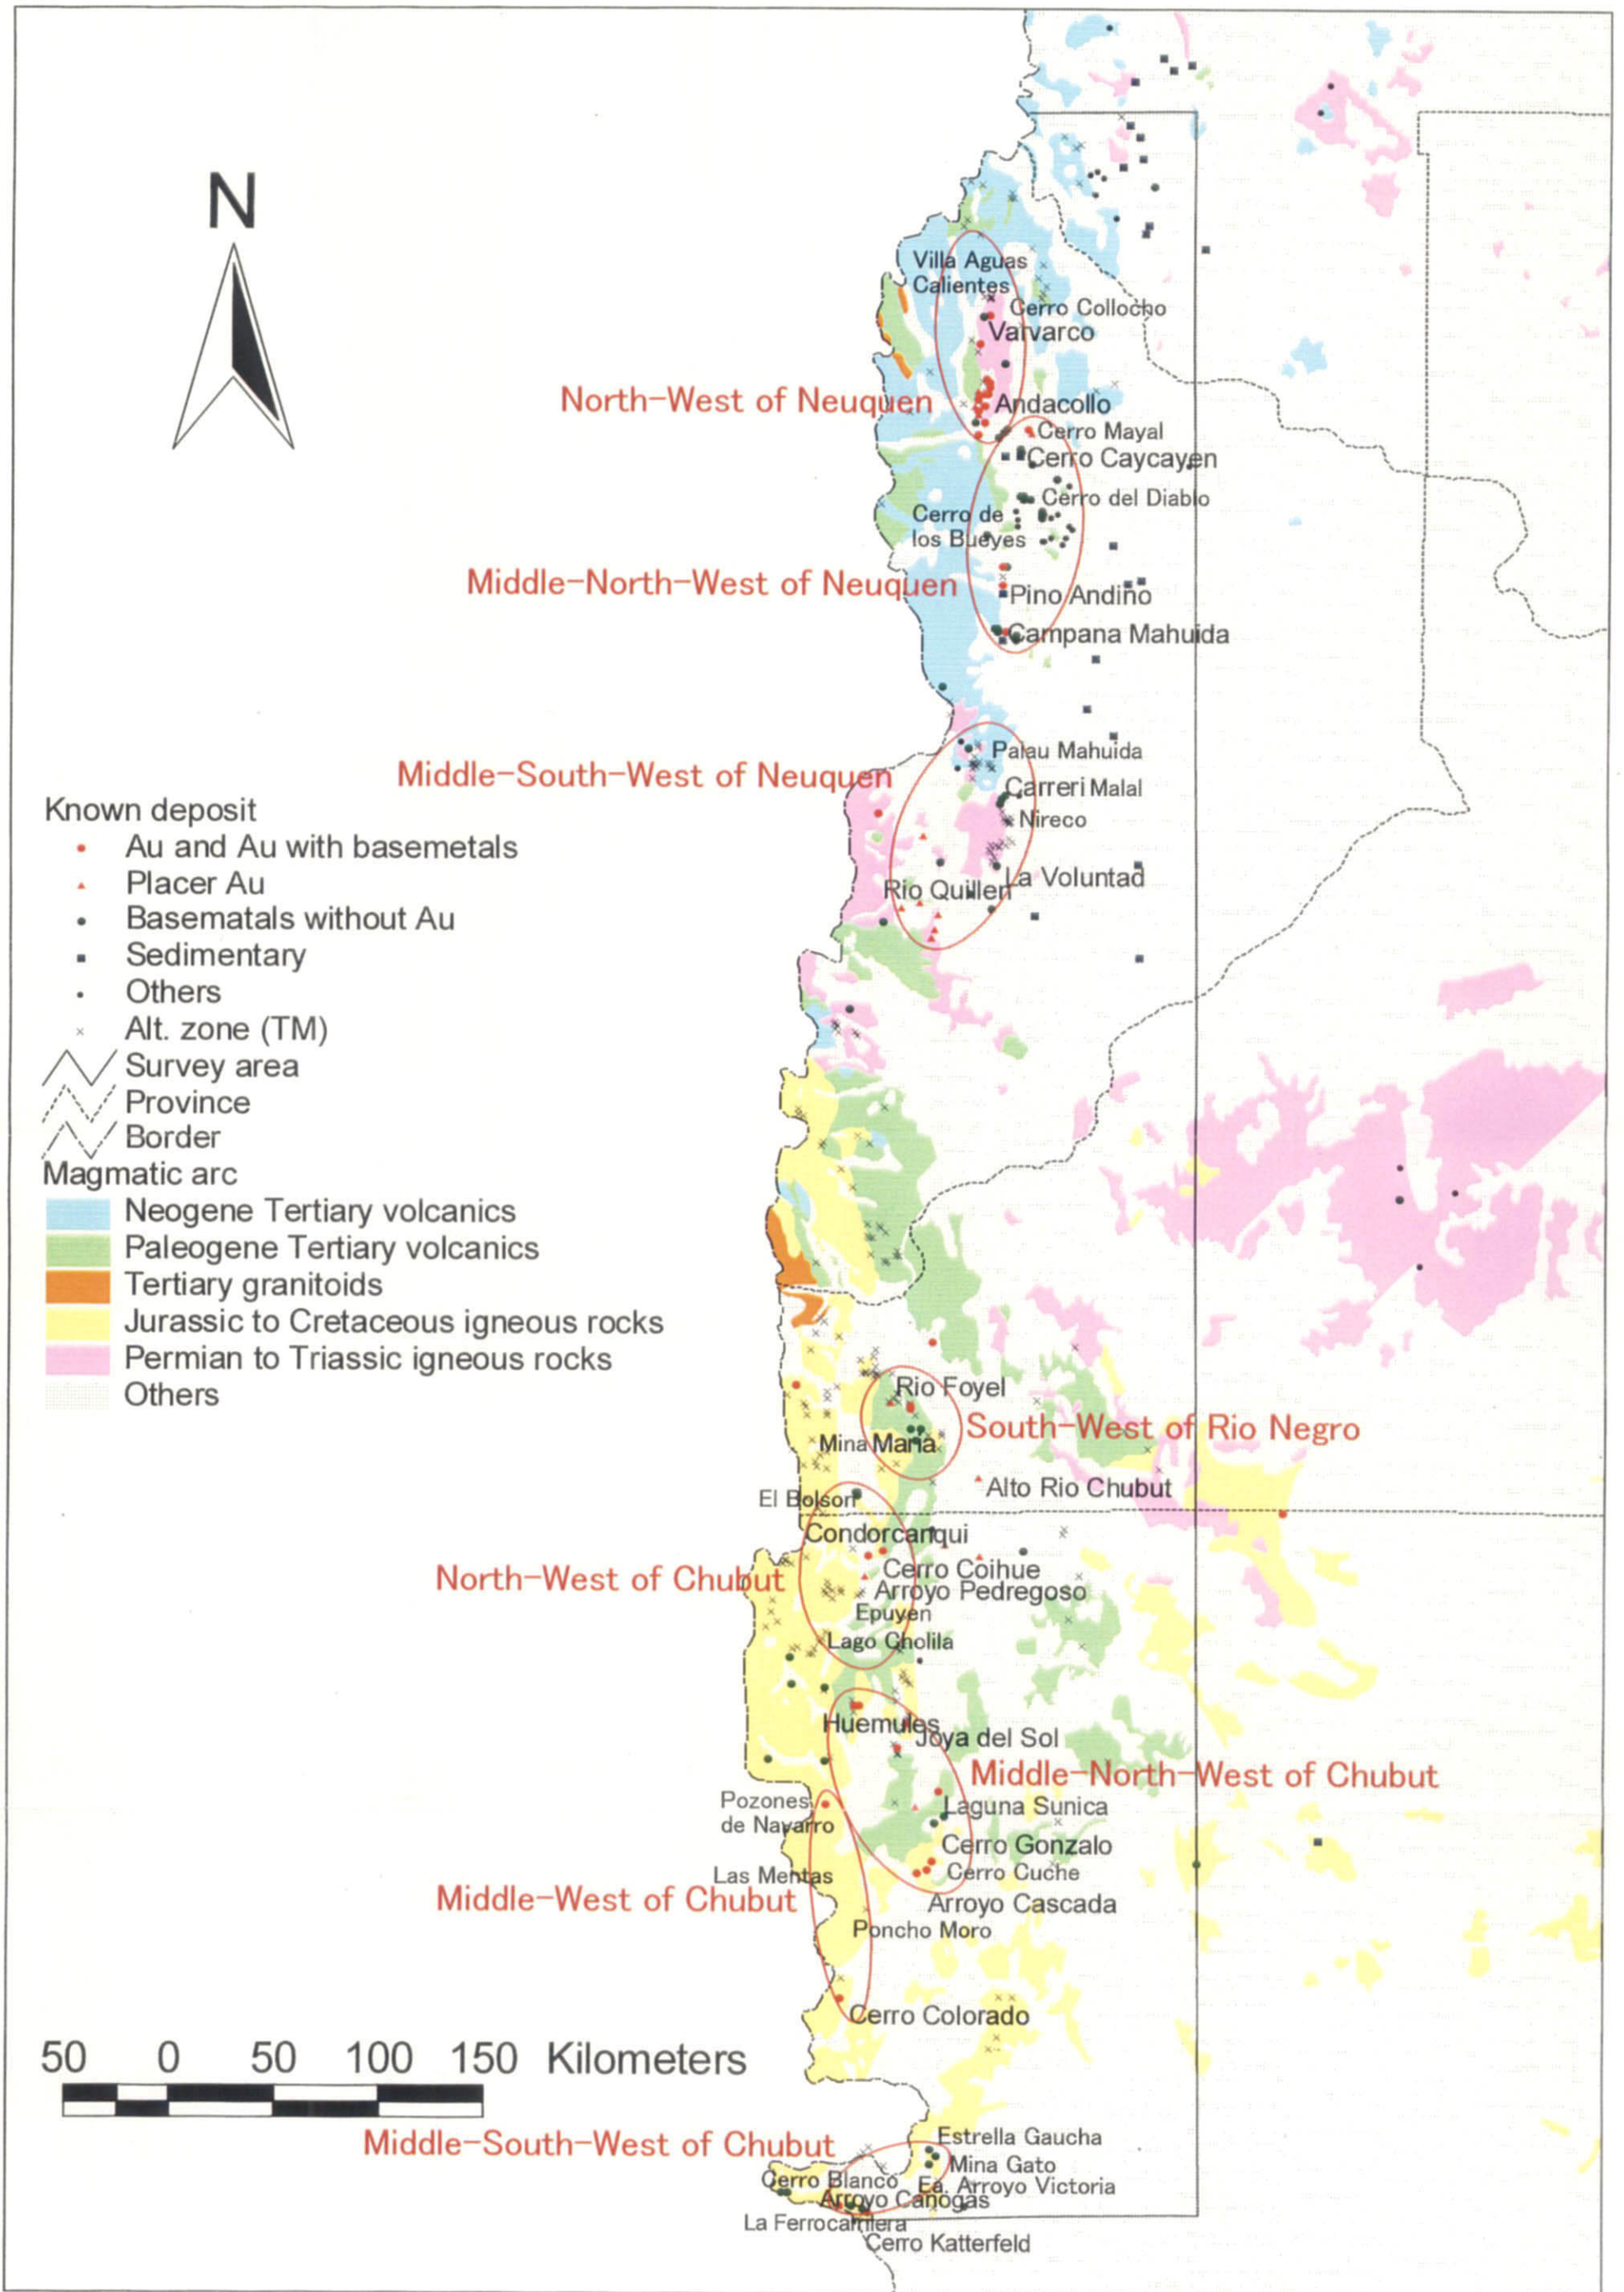 N
Villa Aguas
Calientes
Cerro Collocho
Varvarco
North-West of Neuquen
Andacollo
Cerro Mayal
Cerro Caycayen
Cerro del Diablo
Cerro de
los Bueyes
Middle-North-West of Neuquen
Pino Andino
Campana Mahuida
Palau Mahuida
Middle-South-West of Neuquen
Carreri Malal
Nireco
La Voluntad
Rio Quillen
Known deposit
Au and Au with basemetals
Placer Au
Basematals without Au
Sedimentary
Others
Alt. zone (TM)
Survey area
Province
Border
Magmatic arc
Neogene Tertiary volcanics
Paleogene Tertiary volcanics
Tertiary granitoids
Jurassic to Cretaceous igneous rocks
Permian to Triassic igneous rocks
Others
Rio Foyel
South-West of Rio Negro
Mina Maria
Alto Rio Chubut
El Bolson
Condorcanqui
Cerro Coihue
North-West of Chubut
Arroyo Pedregoso
Epuyen
Lago Cholila
Huemules
Joya del Sol
Middle-North-West of Chubut
Pozones
de Navarro
Laguna Sunica
Cerro Gonzalo
Las Mentas
Cerro Cuche
Middle-West of Chubut
Arroyo Cascada
Poncho Moro
Cerro Colorado
50 0 50 100 150 Kilometers
Middle-South-West of Chubut
Estrella Gaucha
Mina Gato
Cerro Blanco
Ea. Arroyo Victoria
Arroyo Canogas
La Ferrocarrilera
Cerro Katterfeld